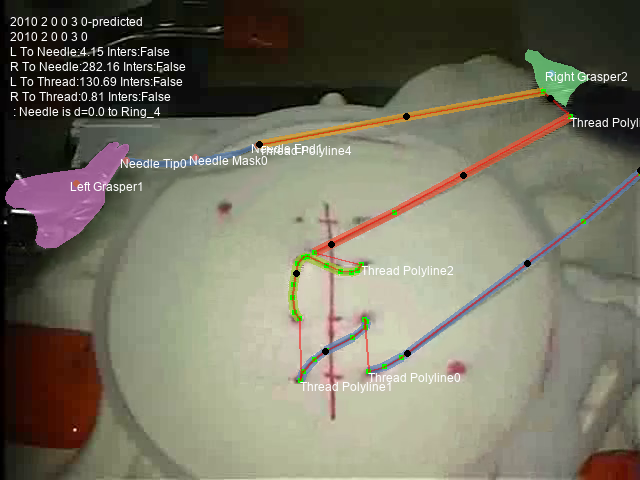 2010 2 0 0 3 0-predicted
2010 2 0 0 3 0
L To Needle:4.15 Inters:False
R To Needle:282.16 Inters:False
L To Thread:130.69 Inters:False
R To Thread:0.81 Inters:False
: Needle is d=0.0 to Ring_4
Right Grasper2
Thread Polyli
Needle End1
Thread Polyline4
Needle Tip0
Needle Mask0
Left Grasper1
Thread Polyline2
Thread Polyline0
Thread Polyline1